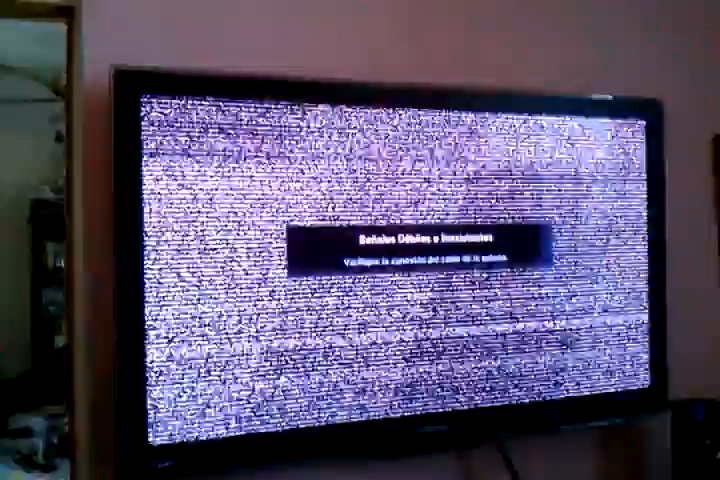 Señales Débiles o Inexistentes
Verifique la conexión del cable de la antena.